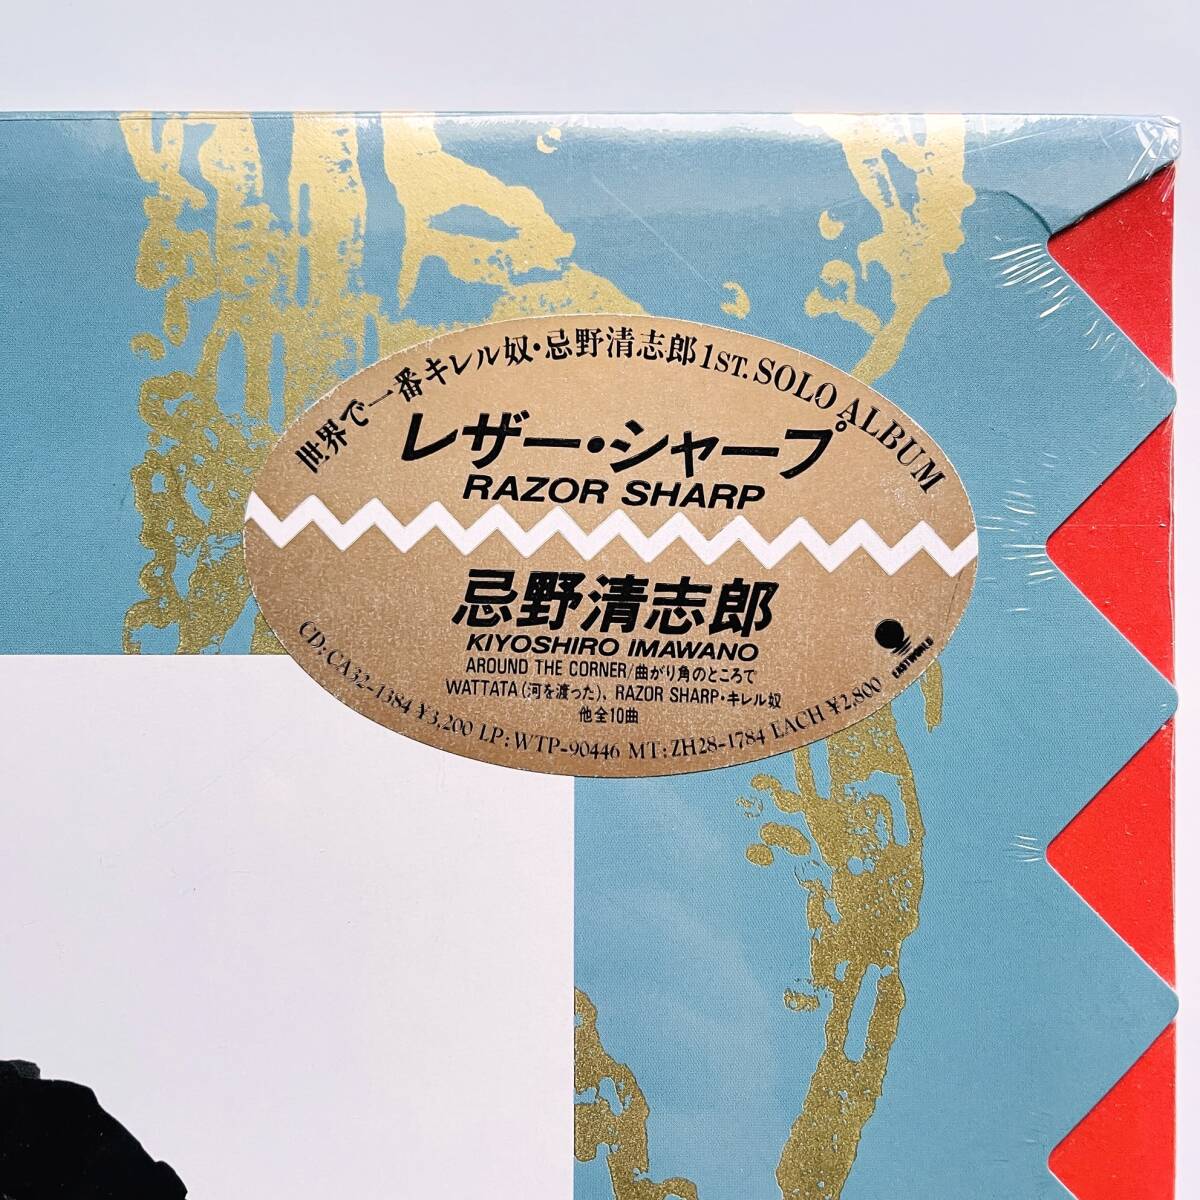 世界で一番キレル奴・忌野清志郎1ST. SOLO ALBUM
レザー・シャープ。
RAZOR SHARP
忌野清志郎
KIYOSHIRO IMAWANO
AROUND THE CORNER/曲がり角のところで
WATTATA(河を渡った)、RAZOR SHARP・キレル奴
他全10曲
CD:CA32-1384 ¥3,200 LP:WTP-90446 MT:ZH28-1784 EACH ¥2,800
EASTWORLD